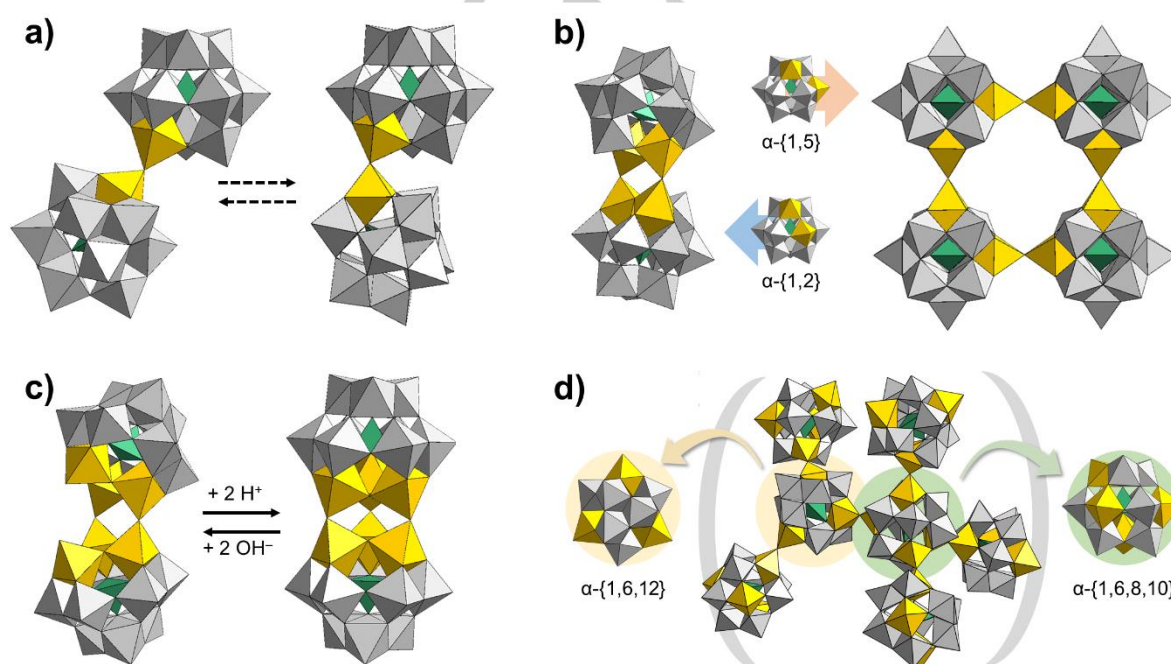 a)
b)
α-{1,5}
α-{1,2}
c)
+ 2 H⁺
+ 2 OH⁻
d)
α-{1,6,12}
α-{1,6,8,10}